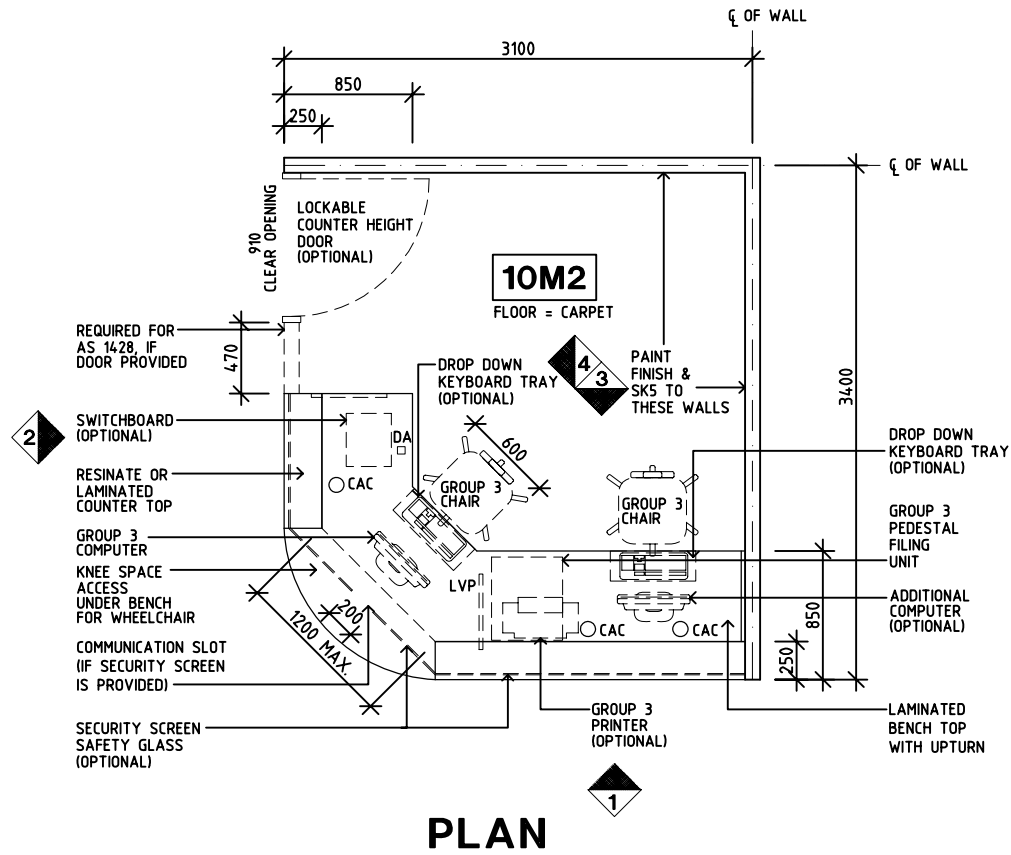 ℄ OF WALL
3100
850
250
℄ OF WALL
910
CLEAR OPENING
LOCKABLE
COUNTER HEIGHT
DOOR
(OPTIONAL)
10M2
FLOOR = CARPET
REQUIRED FOR
AS 1428, IF
DOOR PROVIDED
470
DROP DOWN
KEYBOARD TRAY
(OPTIONAL)
4
3
PAINT
FINISH &
SK5 TO
THESE WALLS
3400
2
SWITCHBOARD
(OPTIONAL)
DA
600
DROP DOWN
KEYBOARD TRAY
(OPTIONAL)
RESINATE OR
LAMINATED
COUNTER TOP
CAC
GROUP 3
CHAIR
GROUP 3
CHAIR
GROUP 3
PEDESTAL
FILING
UNIT
GROUP 3
COMPUTER
KNEE SPACE
ACCESS
UNDER BENCH
FOR WHEELCHAIR
LVP
200
1200 MAX.
CAC
CAC
850
250
ADDITIONAL
COMPUTER
(OPTIONAL)
COMMUNICATION SLOT
(IF SECURITY SCREEN
IS PROVIDED)
SECURITY SCREEN
SAFETY GLASS
(OPTIONAL)
GROUP 3
PRINTER
(OPTIONAL)
LAMINATED
BENCH TOP
WITH UPTURN
1
PLAN